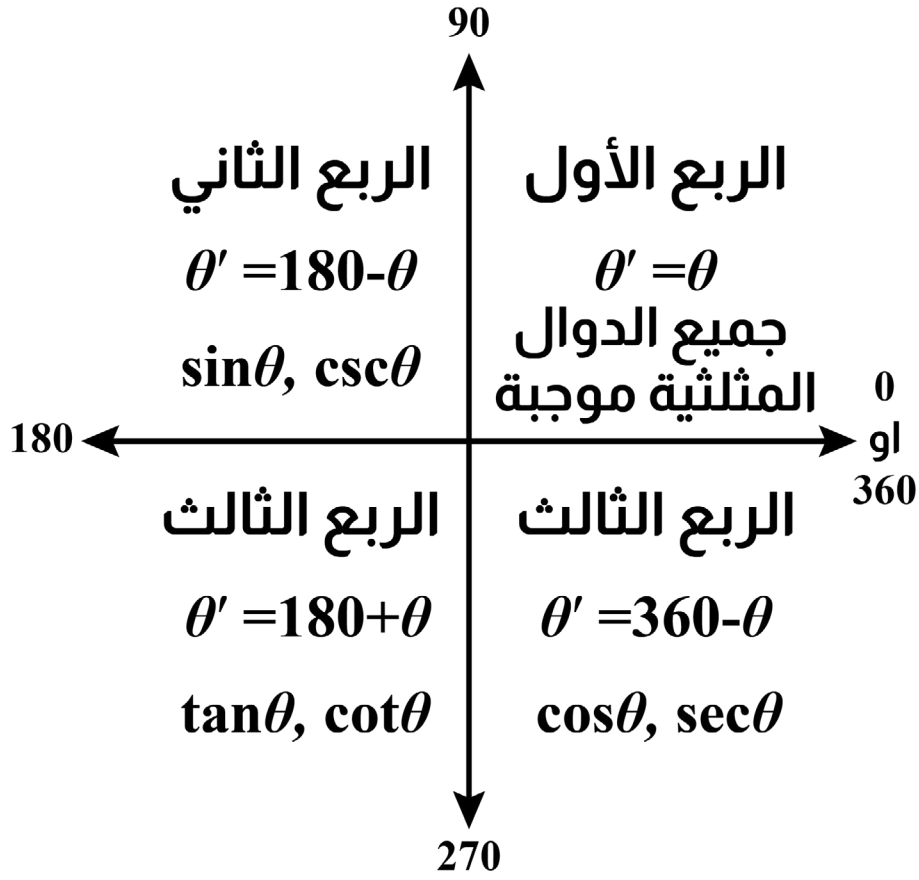 90
الربع الأول
θ′ =θ
جميع الدوال
المثلثية موجبة
الربع الثاني
θ′ =180-θ
sinθ, cscθ
180
0
او
360
الربع الثالث
θ′ =180+θ
tanθ, cotθ
الربع الثالث
θ′ =360-θ
cosθ, secθ
270